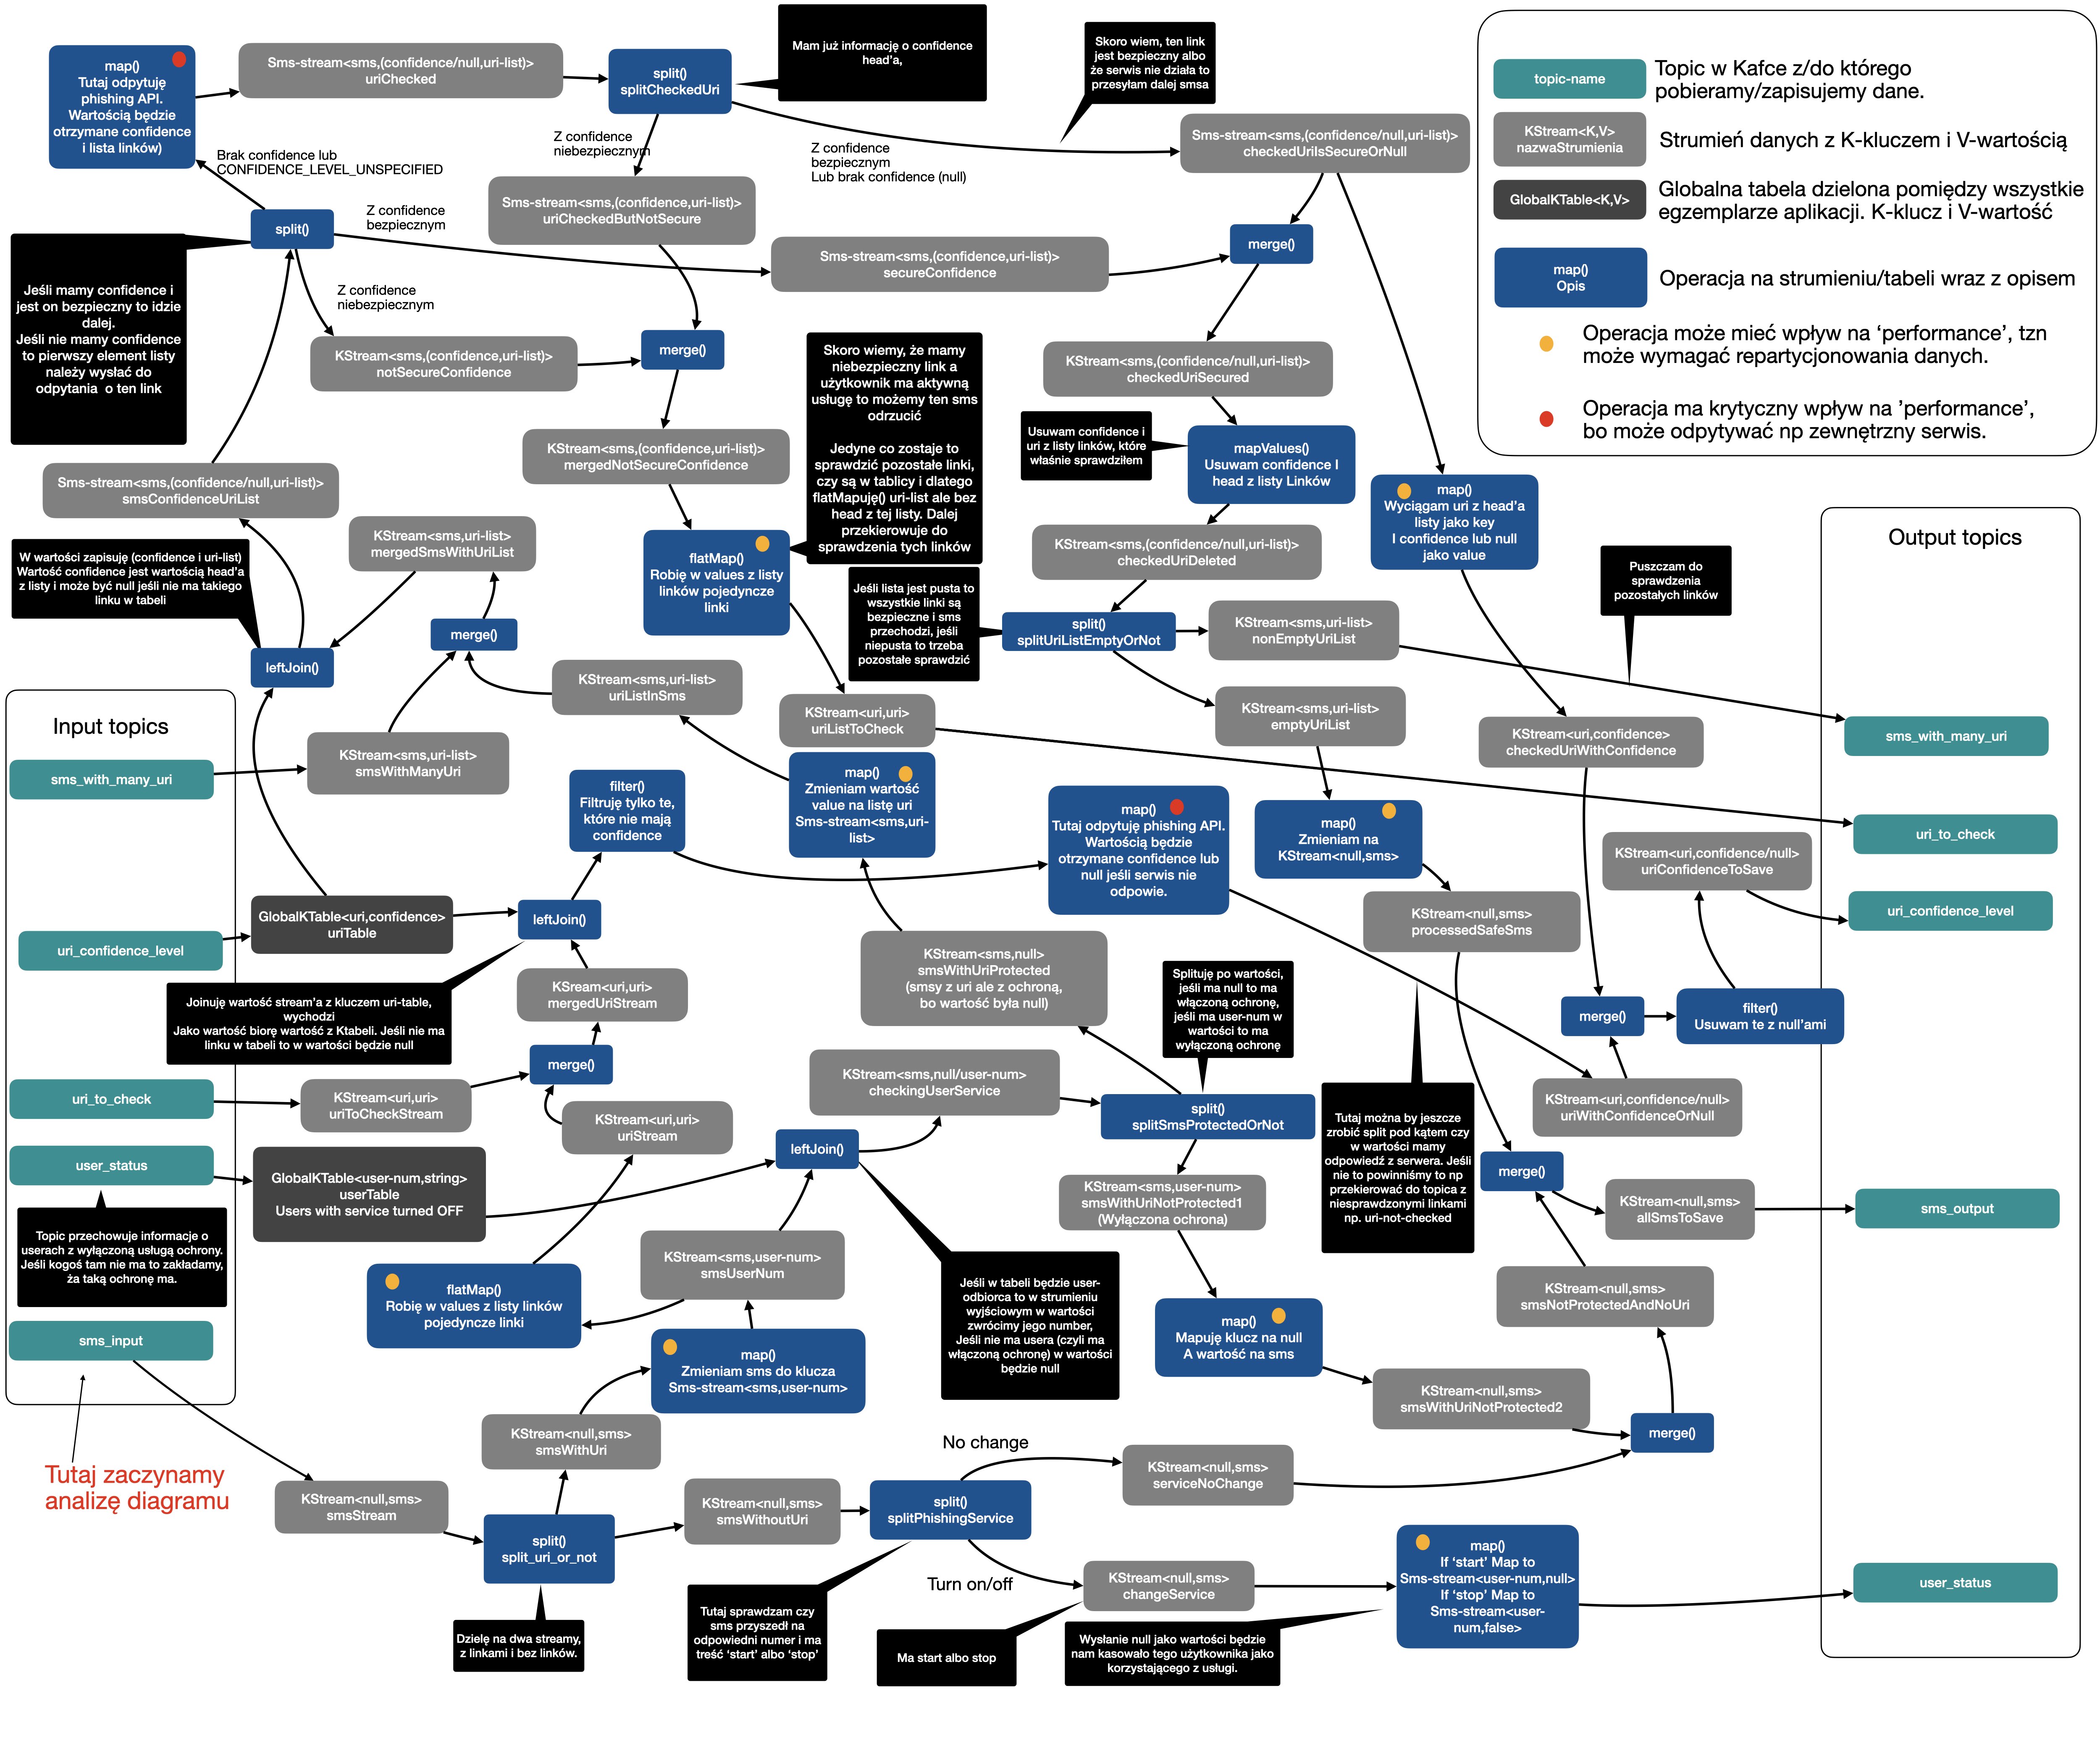 map()
Tutaj odpytuję
phishing API.
Wartością będzie
otrzymane confidence
i lista linków)
Sms-stream<sms,(confidence/null,uri-list)>
uriChecked
split()
splitCheckedUri
Mam już informację o confidence
head'a,
Skoro wiem, ten link
jest bezpieczny albo
że serwis nie działa to
przesyłam dalej smsa
topic-name
Topic w Kafce z/do którego
pobieramy/zapisujemy dane.
KStream<K,V>
nazwaStrumienia
Strumień danych z K-kluczem i V-wartością
GlobalKTable<K,V>
Globalna tabela dzielona pomiędzy wszystkie
egzemplarze aplikacji. K-klucz i V-wartość
map()
Opis
Operacja na strumieniu/tabeli wraz z opisem
Operacja może mieć wpływ na 'performance', tzn
może wymagać repartycjonowania danych.
Operacja ma krytyczny wpływ na 'performance',
bo może odpytywać np zewnętrzny serwis.
Brak confidence lub
CONFIDENCE_LEVEL_UNSPECIFIED
Z confidence
niebezpiecznym
Z confidence
bezpiecznym
Lub brak confidence (null)
Sms-stream<sms,(confidence/null,uri-list)>
checkedUriIsSecureOrNull
Sms-stream<sms,(confidence,uri-list)>
uriCheckedButNotSecure
Z confidence
bezpiecznym
split()
Sms-stream<sms,(confidence,uri-list)>
secureConfidence
merge()
Jeśli mamy confidence i
jest on bezpieczny to idzie
dalej.
Jeśli nie mamy confidence
to pierwszy element listy
należy wysłać do
odpytania  o ten link
Z confidence
niebezpiecznym
KStream<sms,(confidence,uri-list)>
notSecureConfidence
merge()
Skoro wiemy, że mamy
niebezpieczny link a
użytkownik ma aktywną
usługę to możemy ten sms
odrzucić
Jedyne co zostaje to
sprawdzić pozostałe linki,
czy są w tablicy i dlatego
flatMapuję() uri-list ale bez
head z tej listy. Dalej
przekierowuje do
sprawdzenia tych linków
KStream<sms,(confidence/null,uri-list)>
checkedUriSecured
Usuwam confidence i
uri z listy linków, które
właśnie sprawdziłem
mapValues()
Usuwam confidence I
head z listy Linków
KStream<sms,(confidence,uri-list)>
mergedNotSecureConfidence
Sms-stream<sms,(confidence/null,uri-list)>
smsConfidenceUriList
map()
Wyciągam uri z head'a
listy jako key
I confidence lub null
jako value
KStream<sms,uri-list>
mergedSmsWithUriList
W wartości zapisuję (confidence i uri-list)
Wartość confidence jest wartością head'a
z listy i może być null jeśli nie ma takiego
linku w tabeli
flatMap()
Robię w values z listy
linków pojedyncze
linki
KStream<sms,(confidence/null,uri-list)>
checkedUriDeleted
Output topics
Puszczam do
sprawdzenia
pozostałych linków
Jeśli lista jest pusta to
wszystkie linki są
bezpieczne i sms
przechodzi, jeśli
niepusta to trzeba
pozostałe sprawdzić
split()
splitUriListEmptyOrNot
KStream<sms,uri-list>
nonEmptyUriList
merge()
leftJoin()
KStream<sms,uri-list>
uriListInSms
KStream<uri,uri>
uriListToCheck
KStream<sms,uri-list>
emptyUriList
KStream<uri,confidence>
checkedUriWithConfidence
sms_with_many_uri
Input topics
sms_with_many_uri
KStream<sms,uri-list>
smsWithManyUri
filter()
Filtruję tylko te,
które nie mają
confidence
map()
Zmieniam wartość
value na listę uri
Sms-stream<sms,uri-
list>
map()
Tutaj odpytuję phishing API.
Wartością będzie
otrzymane confidence lub
null jeśli serwis nie
odpowie.
map()
Zmieniam na
KStream<null,sms>
uri_to_check
KStream<uri,confidence/null>
uriConfidenceToSave
GlobalKTable<uri,confidence>
uriTable
leftJoin()
uri_confidence_level
KStream<null,sms>
processedSafeSms
uri_confidence_level
KStream<sms,null>
smsWithUriProtected
(smsy z uri ale z ochroną,
bo wartość była null)
KSream<uri,uri>
mergedUriStream
Splituję po wartości,
jeśli ma null to ma
włączoną ochronę,
jeśli ma user-num w
wartości to ma
wyłączoną ochronę
Joinuję wartość stream'a z kluczem uri-table,
wychodzi
Jako wartość biorę wartość z Ktabeli. Jeśli nie ma
linku w tabeli to w wartości będzie null
merge()
filter()
Usuwam te z null'ami
merge()
uri_to_check
KStream<uri,uri>
uriToCheckStream
KStream<sms,null/user-num>
checkingUserService
KStream<uri,confidence/null>
uriWithConfidenceOrNull
KStream<uri,uri>
uriStream
split()
splitSmsProtectedOrNot
Tutaj można by jeszcze
zrobić split pod kątem czy
w wartości mamy
odpowiedź z serwera. Jeśli
nie to powinniśmy to np
przekierować do topica z
niesprawdzonymi linkami
np. uri-not-checked
user_status
leftJoin()
merge()
GlobalKTable<user-num,string>
userTable
Users with service turned OFF
KStream<sms,user-num>
smsWithUriNotProtected1
(Wyłączona ochrona)
KStream<null,sms>
allSmsToSave
sms_output
Topic przechowuje informacje o
userach z wyłączoną usługą ochrony.
Jeśli kogoś tam nie ma to zakładamy,
ża taką ochronę ma.
KStream<sms,user-num>
smsUserNum
flatMap()
Robię w values z listy linków
pojedyncze linki
Jeśli w tabeli będzie user-
odbiorca to w strumieniu
wyjściowym w wartości
zwrócimy jego number,
Jeśli nie ma usera (czyli ma
włączoną ochronę) w wartości
będzie null
KStream<null,sms>
smsNotProtectedAndNoUri
sms_input
map()
Mapuję klucz na null
A wartość na sms
map()
Zmieniam sms do klucza
Sms-stream<sms,user-num>
KStream<null,sms>
smsWithUriNotProtected2
KStream<null,sms>
smsWithUri
No change
merge()
Tutaj zaczynamy
analizę diagramu
KStream<null,sms>
serviceNoChange
KStream<null,sms>
smsStream
KStream<null,sms>
smsWithoutUri
split()
splitPhishingService
split()
split_uri_or_not
map()
If 'start' Map to
Sms-stream<user-num,null>
If 'stop' Map to
Sms-stream<user-
num,false>
Turn on/off
KStream<null,sms>
changeService
user_status
Tutaj sprawdzam czy
sms przyszedł na
odpowiedni numer i ma
treść 'start' albo 'stop'
Dzielę na dwa streamy,
z linkami i bez linków.
Ma start albo stop
Wysłanie null jako wartości będzie
nam kasowało tego użytkownika jako
korzystającego z usługi.